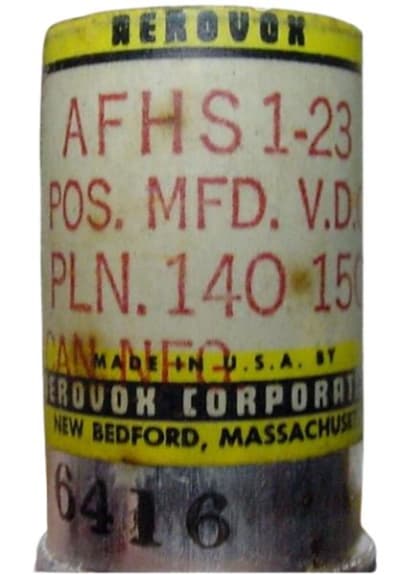 AEROVOX
AFHS 1-23
POS. MFD. V.D.
PLN. 140 150
CAN NEG
MADE IN U.S.A. BY
AEROVOX CORPORAT
NEW BEDFORD, MASSACHUSE
6416